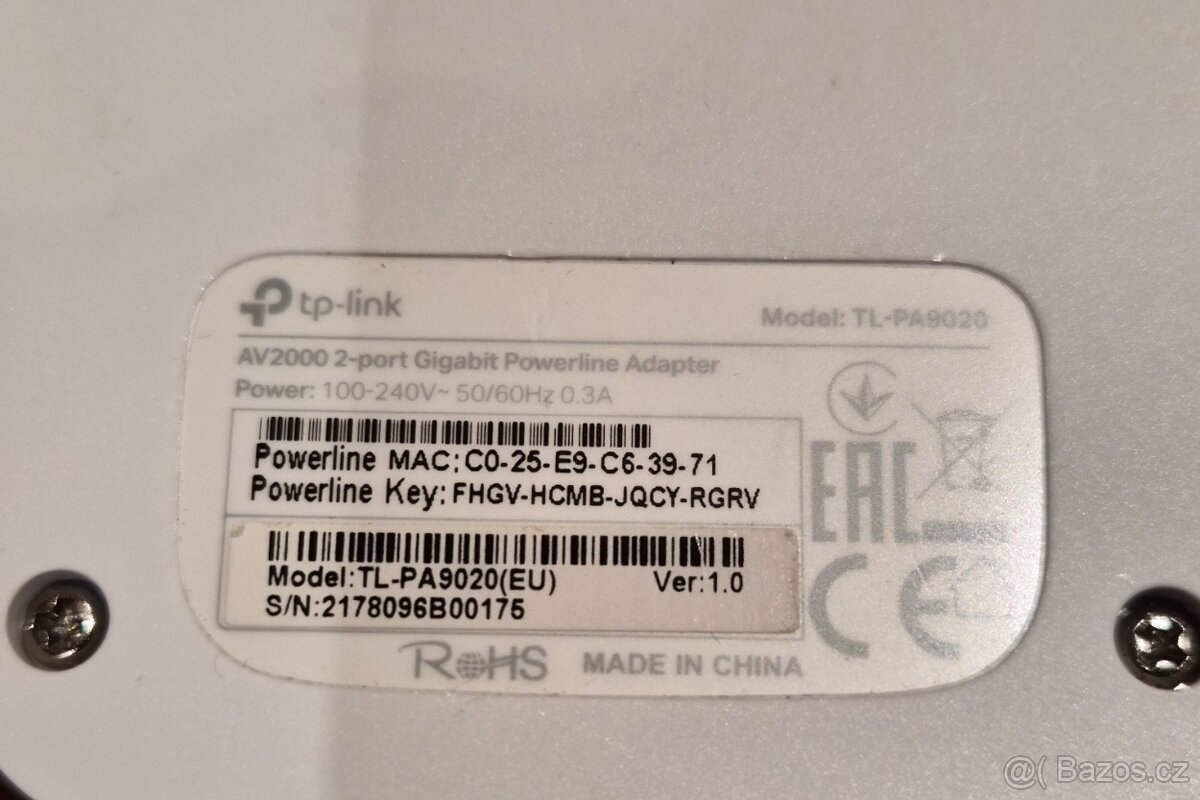 tp-link
Model: TL-PA9020
AV2000 2-port Gigabit Powerline Adapter
Power: 100-240V~ 50/60Hz 0.3A
Powerline MAC:C0-25-E9-C6-39-71
Powerline Key:FHGV-HCMB-JQCY-RGRV
EAC
Model:TL-PA9020(EU) Ver:1.0
S/N:2178096B00175
CE
RoHS MADE IN CHINA
@( Bazos.cz